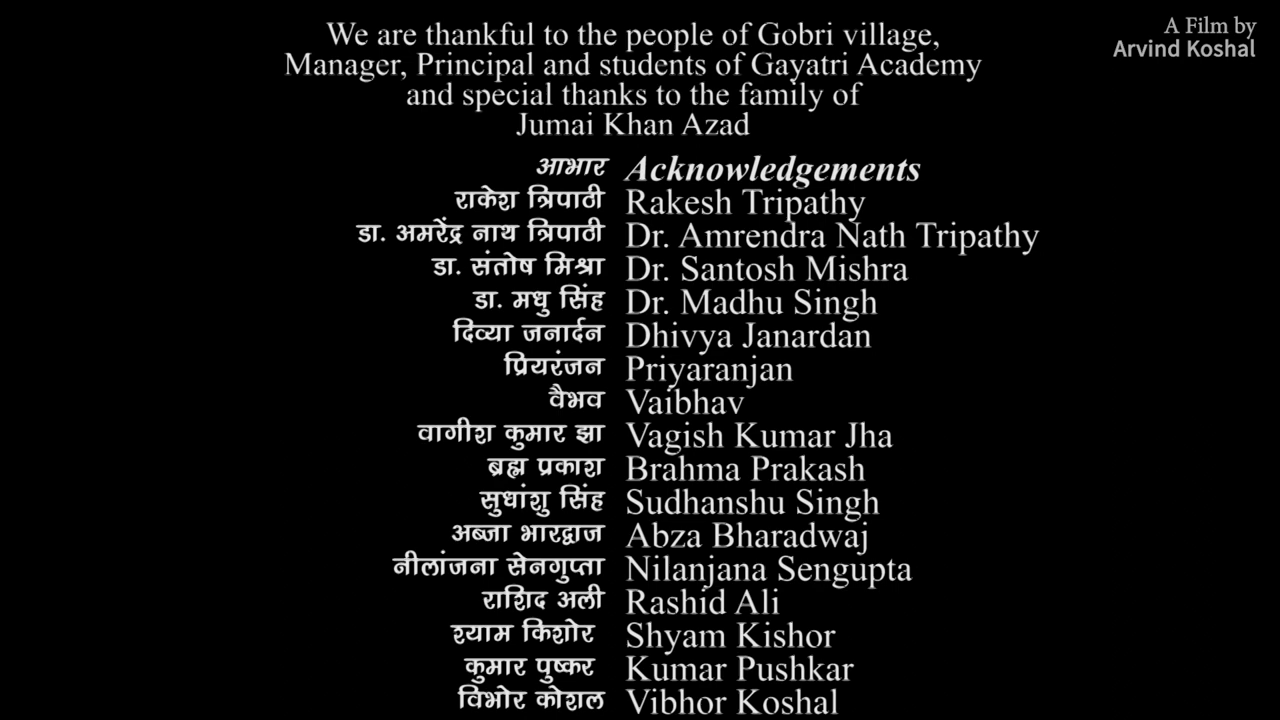 We are thankful to the people of Gobri village,
Manager, Principal and students of Gayatri Academy
and special thanks to the family of
Jumai Khan Azad
A Film by
Arvind Koshal
आभार Acknowledgements
राकेश त्रिपाठी Rakesh Tripathy
डा. अमरेंद्र नाथ त्रिपाठी Dr. Amrendra Nath Tripathy
डा. संतोष मिश्रा Dr. Santosh Mishra
डा. मधु सिंह Dr. Madhu Singh
दिव्या जनार्दन Dhivya Janardan
प्रियरंजन Priyaranjan
वैभव Vaibhav
वागीश कुमार झा Vagish Kumar Jha
ब्रह्म प्रकाश Brahma Prakash
सुधांशु सिंह Sudhanshu Singh
अब्जा भारद्वाज Abza Bharadwaj
नीलांजना सेनगुप्ता Nilanjana Sengupta
राशिद अली Rashid Ali
श्याम किशोर Shyam Kishor
कुमार पुष्कर Kumar Pushkar
विभोर कोशल Vibhor Koshal